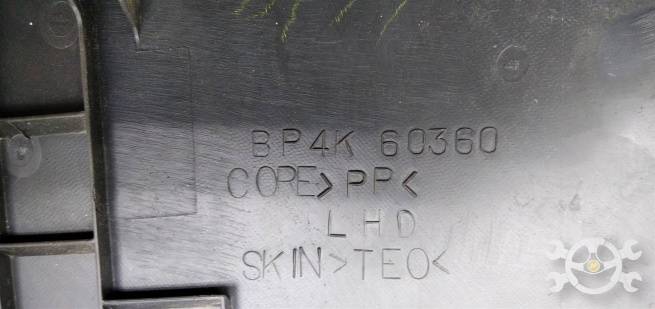 BP4K 60360
CORE>PP<
LHD
SKIN>TEO<